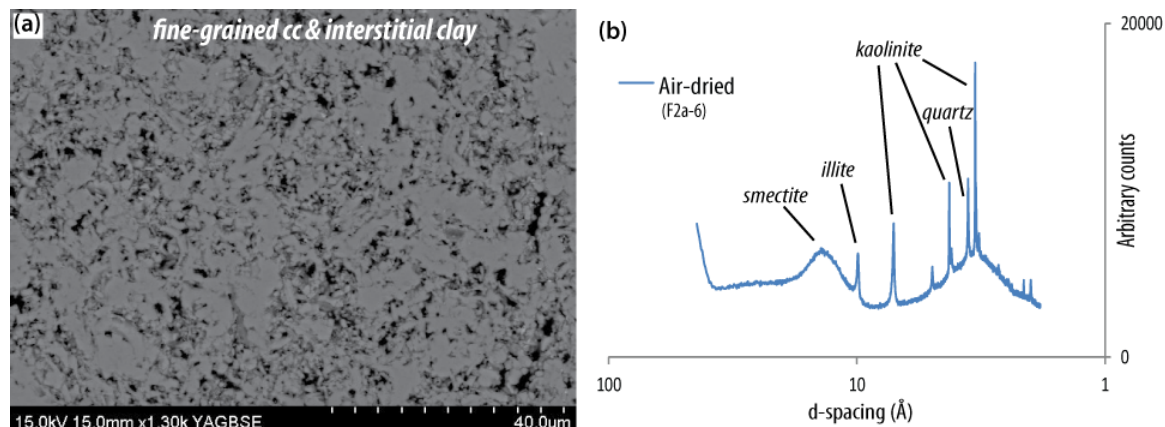 (a) fine-grained cc & interstitial clay
15.0kV 15.0mm x1.30k YAGBSE 40.0um
(b)
20000
kaolinite
Air-dried
(F2a-6)
quartz
illite
smectite
Arbitrary counts
0
100 10 1
d-spacing (Å)